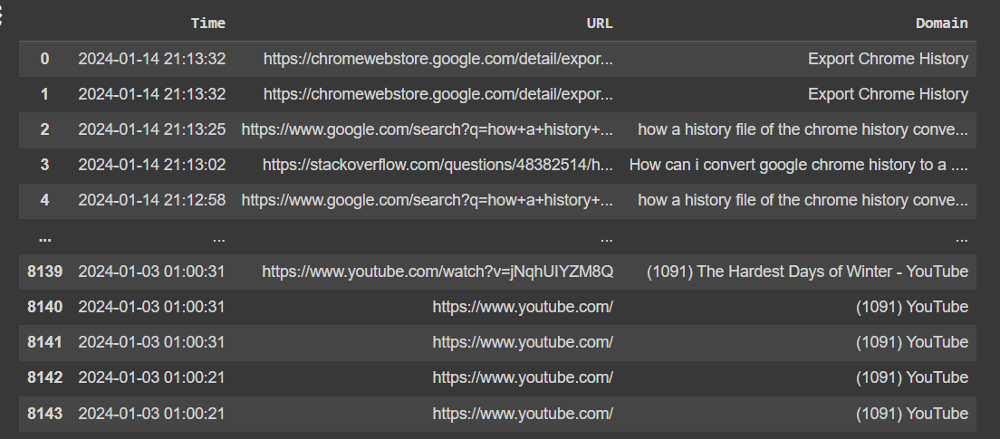 Time URL Domain
0 2024-01-14 21:13:32 https://chromewebstore.google.com/detail/expor... Export Chrome History
1 2024-01-14 21:13:32 https://chromewebstore.google.com/detail/expor... Export Chrome History
2 2024-01-14 21:13:25 https://www.google.com/search?q=how+a+history+... how a history file of the chrome history conve...
3 2024-01-14 21:13:02 https://stackoverflow.com/questions/48382514/h... How can i convert google chrome history to a ....
4 2024-01-14 21:12:58 https://www.google.com/search?q=how+a+history+... how a history file of the chrome history conve...
... ... ... ...
8139 2024-01-03 01:00:31 https://www.youtube.com/watch?v=jNqhUIYZM8Q (1091) The Hardest Days of Winter - YouTube
8140 2024-01-03 01:00:31 https://www.youtube.com/ (1091) YouTube
8141 2024-01-03 01:00:31 https://www.youtube.com/ (1091) YouTube
8142 2024-01-03 01:00:21 https://www.youtube.com/ (1091) YouTube
8143 2024-01-03 01:00:21 https://www.youtube.com/ (1091) YouTube